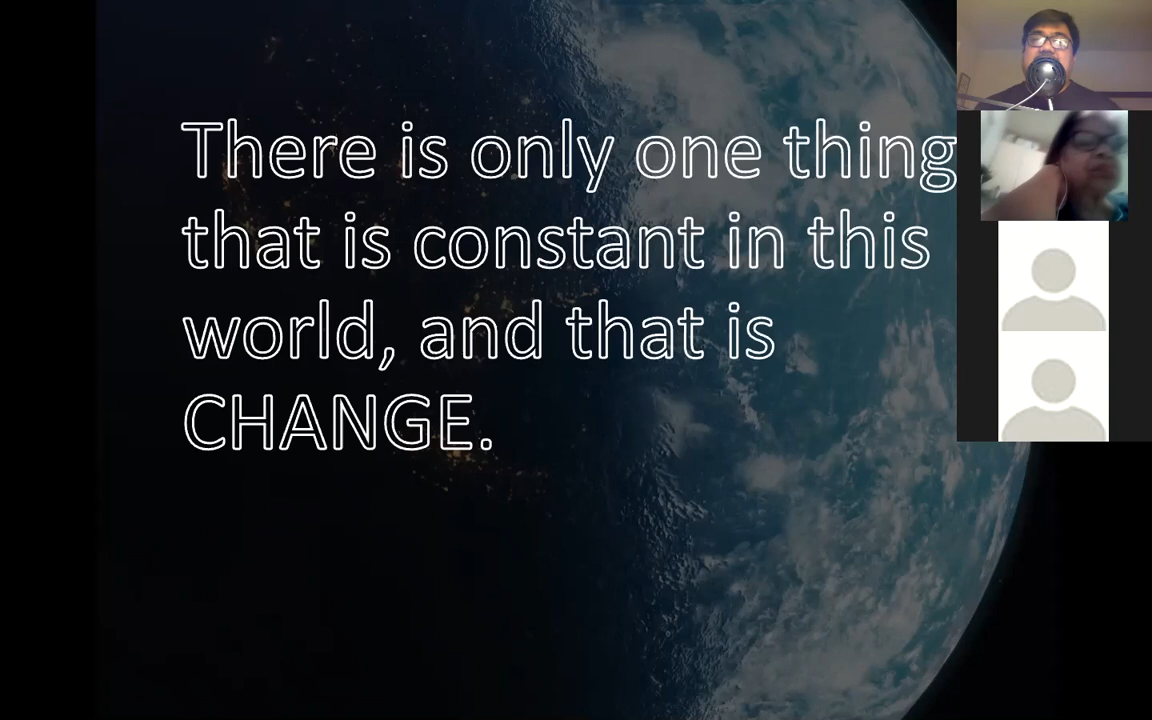 There is only one thing
that is constant in this
world, and that is
CHANGE.